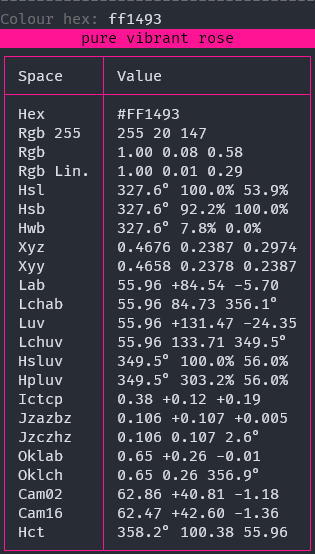 Colour hex: ff1493
pure vibrant rose
Space Value
Hex #FF1493
Rgb 255 255 20 147
Rgb 1.00 0.08 0.58
Rgb Lin. 1.00 0.01 0.29
Hsl 327.6° 100.0% 53.9%
Hsb 327.6° 92.2% 100.0%
Hwb 327.6° 7.8% 0.0%
Xyz 0.4676 0.2387 0.2974
Xyy 0.4658 0.2378 0.2387
Lab 55.96 +84.54 -5.70
Lchab 55.96 84.73 356.1°
Luv 55.96 +131.47 -24.35
Lchuv 55.96 133.71 349.5°
Hsluv 349.5° 100.0% 56.0%
Hpluv 349.5° 303.2% 56.0%
Ictcp 0.38 +0.12 +0.19
Jzazbz 0.106 +0.107 +0.005
Jzczhz 0.106 0.107 2.6°
Oklab 0.65 +0.26 -0.01
Oklch 0.65 0.26 356.9°
Cam02 62.86 +40.81 -1.18
Cam16 62.47 +42.60 -1.36
Hct 358.2° 100.38 55.96